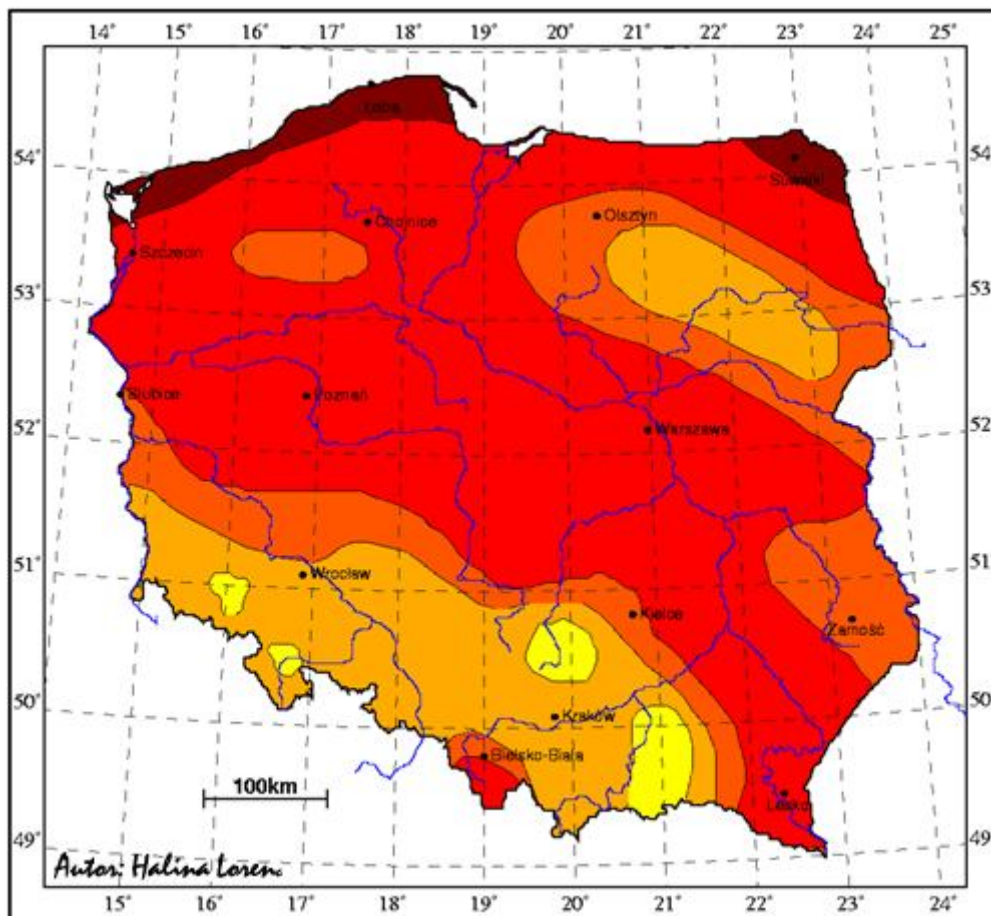 14° 15° 16° 17° 18° 19° 20° 21° 22° 23° 24° 25°
Łeba
54° 54
Suwałki
Olsztyn
Chojnice
Szczecin
53° 53
Słubice
Poznań
52° 52
Warszawa
51° 51
Wrocław
Kielce
Zamość
50° 50
Kraków
Bielsko-Biała
100km
Lesko
49° 49
Autor: Halina Lorenc
15° 16° 17° 18° 19° 20° 21° 22° 23° 24°